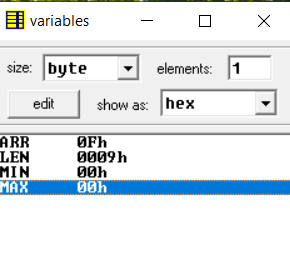 variables
size: byte elements: 1
edit show as: hex
ARR 0Fh
LEN 0009h
MIN 00h
MAX 00h